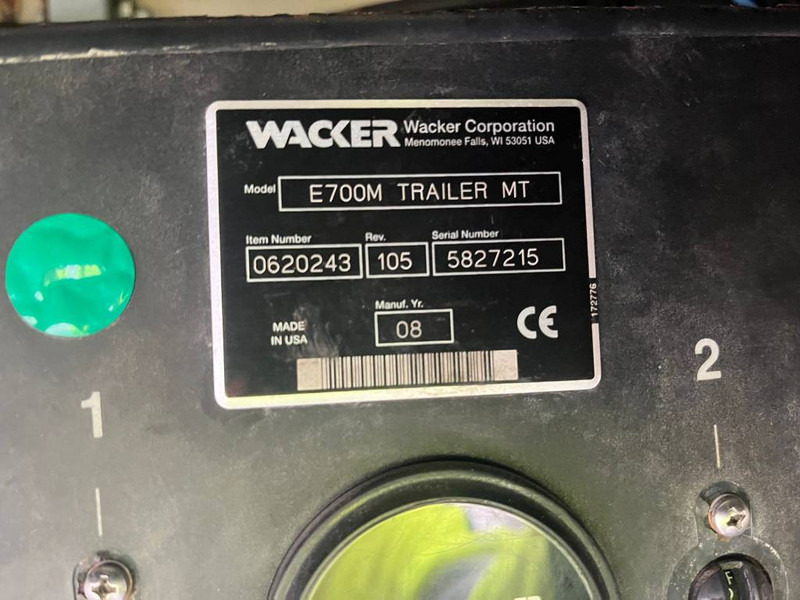 WACKER Wacker Corporation
Menomonee Falls, WI 53051 USA
Model E700M TRAILER MT
Item Number Rev. Serial Number
0620243 105 5827215
Manuf. Yr.
MADE IN USA 08 CE
172776
1 2